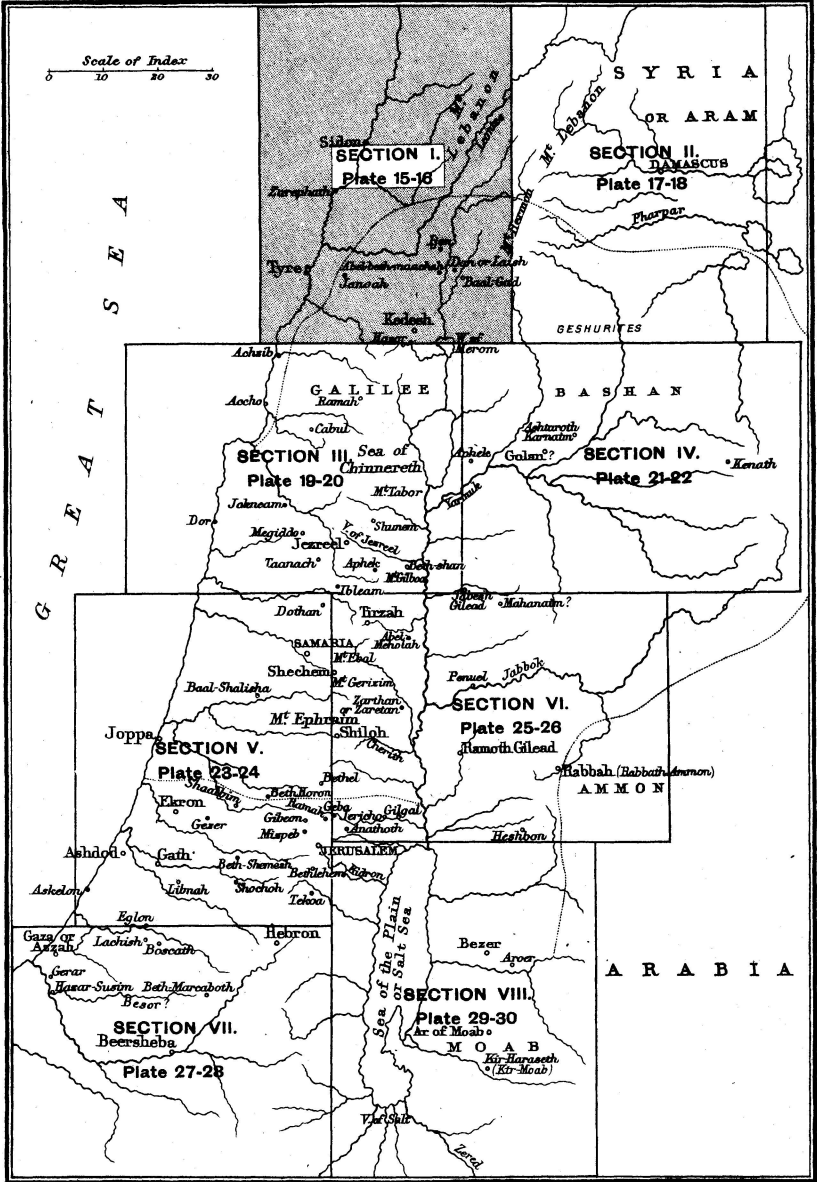 Scale of Index
0 10 20 30
SYRIA
OR ARAM
Mt Lebanon
Mt Debanon
Sidon
SECTION I.
Plate 15-16
SECTION II.
DAMASCUS
Plate 17-18
Zarephath
Pharpar
Mt Hermon
Tyre
Dan or Laish
Janoah
Baal-Gad
Kedesh
Hazor
W. of
Merom
GESHURITES
GREAT SEA
Achzib
GALILEE
BASHAN
Accho
Ramah
Cabul
Ashtaroth
Karnaim
SECTION III.
Plate 19-20
Sea of
Chinnereth
Aphek
Golan?
SECTION IV.
Plate 21-22
Kenath
Mt Tabor
Yarmuk
Jokneam
Dor
Shunem
Megiddo
Jezreel
V. of Jezreel
Taanach
Aphek
Beth-shan
Mt Gilboa
Ibleam
Jabesh
Gilead
Mahanaim?
Dothan
Tirzah
SAMARIA
Abel
Meholah
Mt Ebal
Shechem
Mt Gerizim
Penuel
Jabbok
Baal-Shalisha
Zarthan
or Zaretan
Mt Ephraim
SECTION VI.
Plate 25-26
Joppa
Shiloh
Cherith
Ramoth Gilead
SECTION V.
Plate 23-24
Bethel
Rabbah (Rabbath-Ammon)
AMMON
Shaalbim
Beth Horon
Ekron
Ramah
Geba
Jericho
Gilgal
Gezer
Gibeon
Anathoth
Mizpeh
Heshbon
Ashdod
Gath
JERUSALEM
Beth-Shemesh
Bethlehem
Kidron
Askelon
Libnah
Shochoh
Tekoa
Eglon
Gaza or
Azzah
Lachish
Boscath
Hebron
Sea of the Plain
or Salt Sea
Bezer
Aroer
ARABIA
Gerar
Hazar-Susim
Beth-Marcaboth
Besor?
SECTION VII.
Plate 27-28
Beersheba
SECTION VIII.
Plate 29-30
Ar of Moab
MOAB
Kir-Haraseth
(Kir-Moab)
V. of Salt
Zered